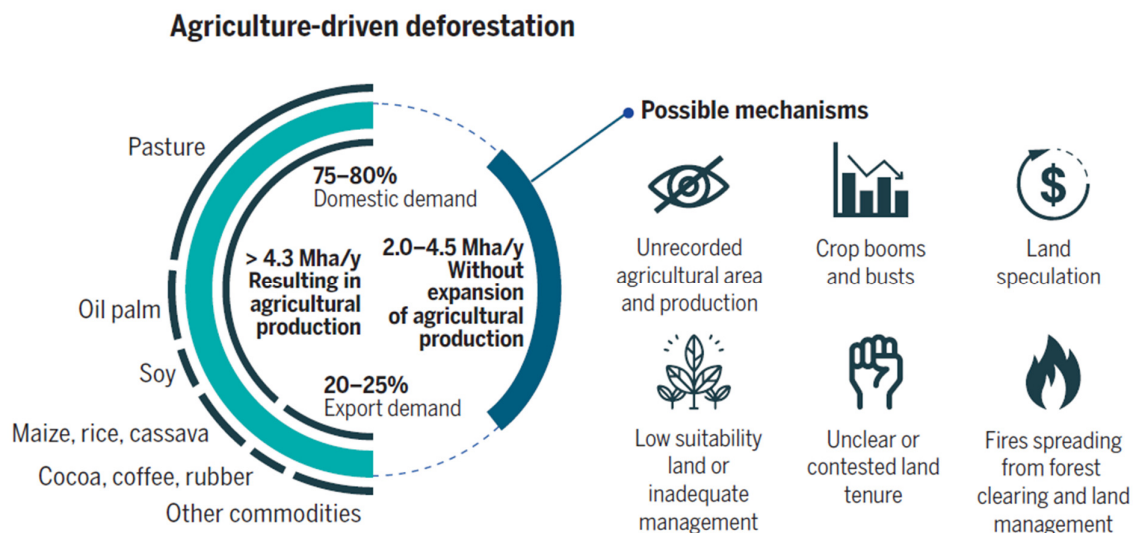 Agriculture-driven deforestation
Pasture
Oil palm
Soy
Maize, rice, cassava
Cocoa, coffee, rubber
Other commodities
75–80%
Domestic demand
> 4.3 Mha/y
Resulting in
agricultural
production
2.0–4.5 Mha/y
Without
expansion
of agricultural
production
20–25%
Export demand
Possible mechanisms
Unrecorded
agricultural area
and production
Crop booms
and busts
$
Land
speculation
Low suitability
land or
inadequate
management
Unclear or
contested land
tenure
Fires spreading
from forest
clearing and land
management